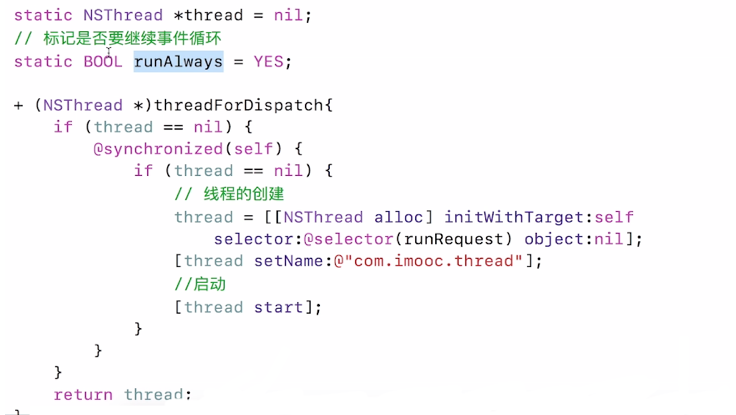 static NSThread *thread = nil;
// 标记是否要继续事件循环
static BOOL runAlways = YES;
+ (NSThread *)threadForDispatch{
if (thread == nil) {
@synchronized(self) {
if (thread == nil) {
// 线程的创建
thread = [[NSThread alloc] initWithTarget:self
selector:@selector(runRequest) object:nil];
[thread setName:@"com.imooc.thread"];
//启动
[thread start];
}
}
}
return thread;
}